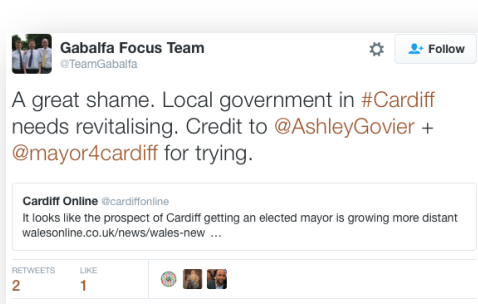 Gabalfa Focus Team
@TeamGabalfa
Follow
A great shame. Local government in #Cardiff
needs revitalising. Credit to @AshleyGovier +
@mayor4cardiff for trying.
Cardiff Online @cardiffonline
It looks like the prospect of Cardiff getting an elected mayor is growing more distant
walesonline.co.uk/news/wales-new …
RETWEETS LIKE
2 1